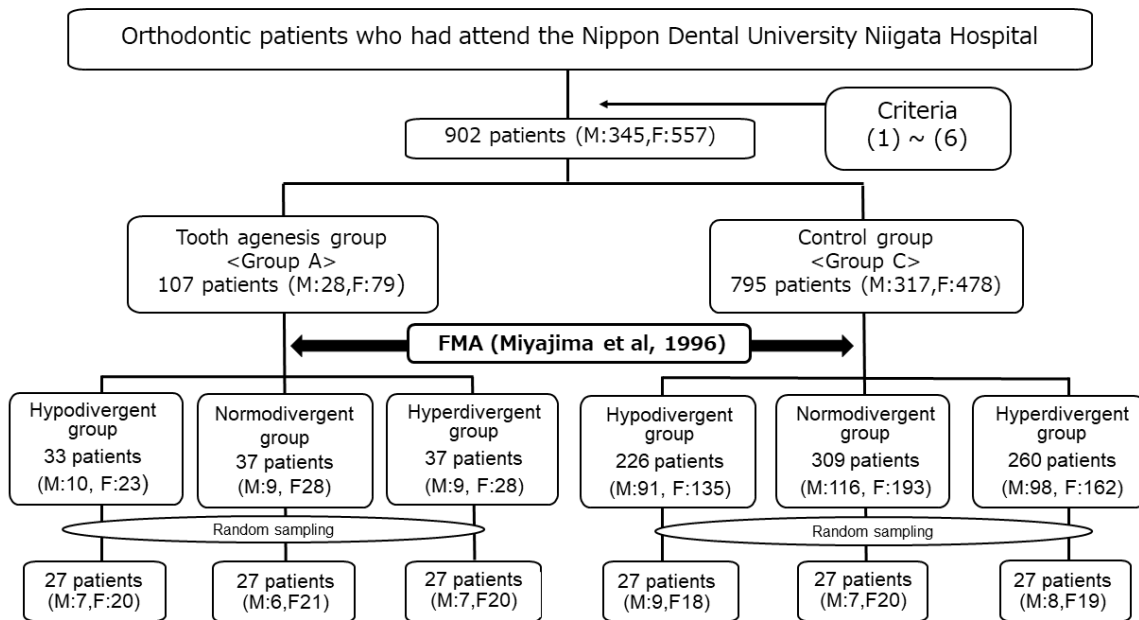 Orthodontic patients who had attend the Nippon Dental University Niigata Hospital
Criteria
(1) ~ (6)
902 patients (M:345,F:557)
Tooth agenesis group
<Group A>
107 patients (M:28,F:79)
Control group
<Group C>
795 patients (M:317,F:478)
FMA (Miyajima et al, 1996)
Hypodivergent
group
33 patients
(M:10, F:23)
Normodivergent
group
37 patients
(M:9, F28)
Hyperdivergent
group
37 patients
(M:9, F:28)
Hypodivergent
group
226 patients
(M:91, F:135)
Normodivergent
group
309 patients
(M:116, F:193)
Hyperdivergent
group
260 patients
(M:98, F:162)
Random sampling
Random sampling
27 patients
(M:7,F:20)
27 patients
(M:6,F21)
27 patients
(M:7,F20)
27 patients
(M:9,F18)
27 patients
(M:7,F20)
27 patients
(M:8,F19)